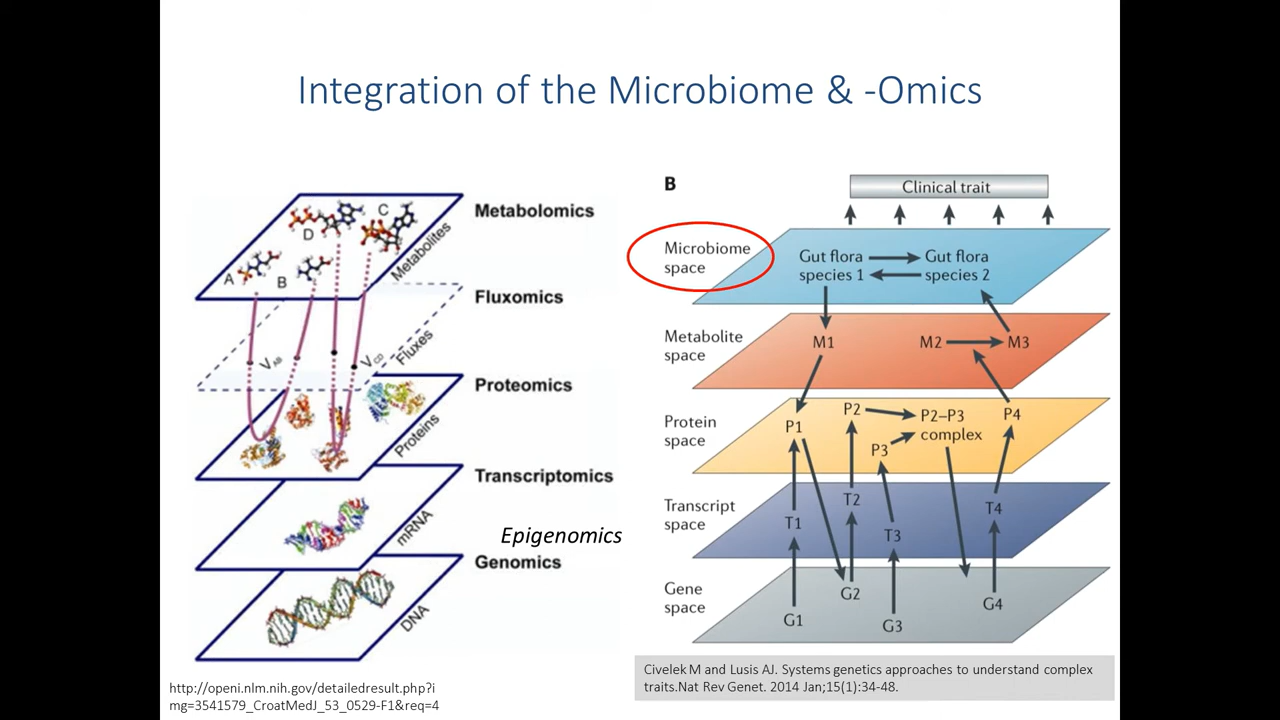 Integration of the Microbiome & -Omics
Metabolomics
Metabolites
A
B
C
D
Fluxomics
Fluxes
V AB
V CD
Proteomics
Proteins
Transcriptomics
mRNA
Epigenomics
Genomics
DNA
http://openi.nlm.nih.gov/detailedresult.php?i
mg=3541579_CroatMedJ_53_0529-F1&req=4
B
Clinical trait
Microbiome
space
Gut flora
species 1
Gut flora
species 2
Metabolite
space
M1
M2
M3
Protein
space
P1
P2
P3
P2–P3
complex
P4
Transcript
space
T1
T2
T3
T4
Gene
space
G1
G2
G3
G4
Civelek M and Lusis AJ. Systems genetics approaches to understand complex
traits.Nat Rev Genet. 2014 Jan;15(1):34-48.